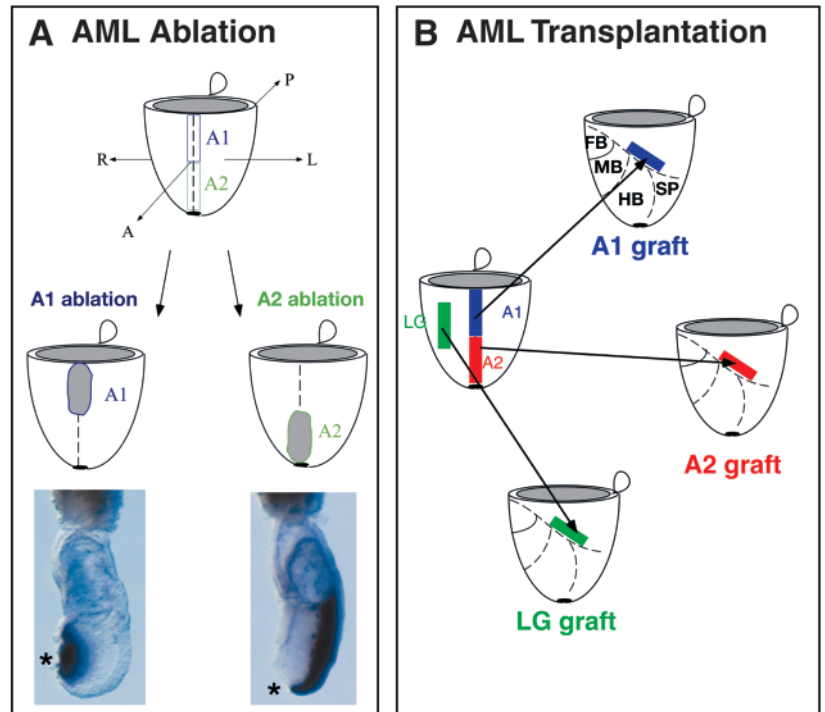 A AML Ablation
P
A1
R
L
A2
A
A1 ablation
A2 ablation
A1
A2
*
*
B AML Transplantation
FB
MB
SP
HB
A1 graft
LG
A1
A2
A2 graft
LG graft